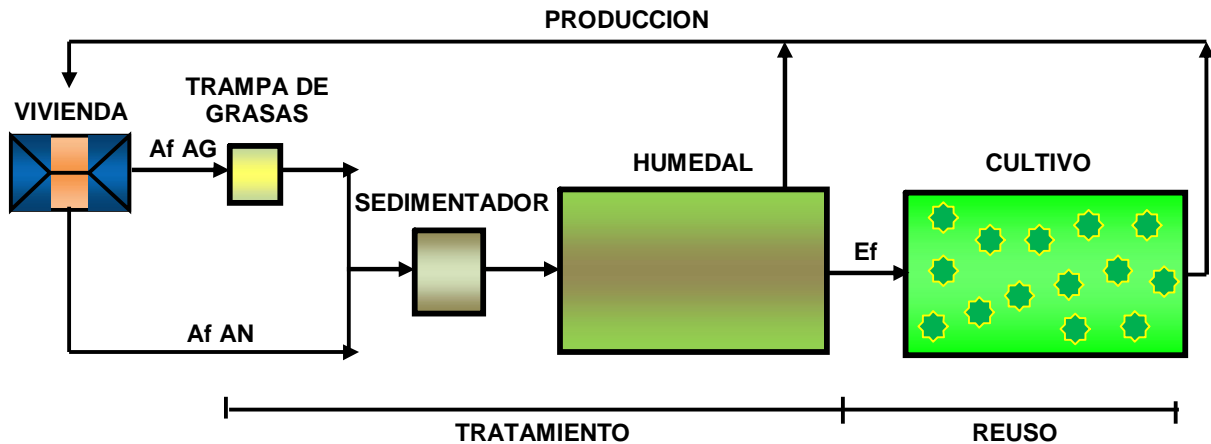 PRODUCCION
TRAMPA DE
GRASAS
VIVIENDA
Af AG
HUMEDAL
CULTIVO
SEDIMENTADOR
Ef
Af AN
TRATAMIENTO
REUSO